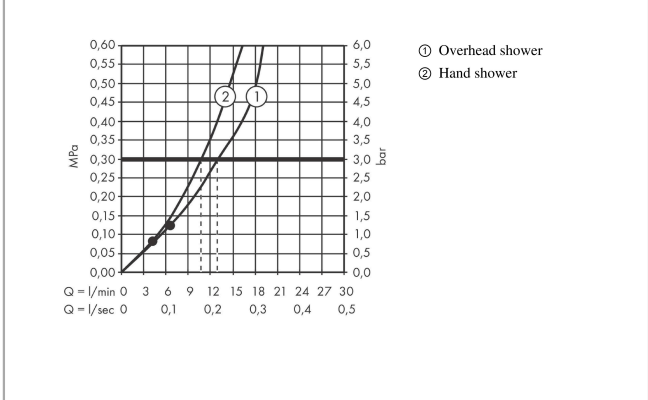 0,60 6,0
0,55 5,5
0,50 5,0
0,45 4,5
0,40 4,0
0,35 3,5
0,30 3,0
0,25 2,5
0,20 2,0
0,15 1,5
0,10 1,0
0,05 0,5
0,00 0,0
MPa
bar
2 1
Q = l/min 0 3 6 9 12 15 18 21 24 27 30
Q = l/sec 0 0,1 0,2 0,3 0,4 0,5
① Overhead shower
② Hand shower